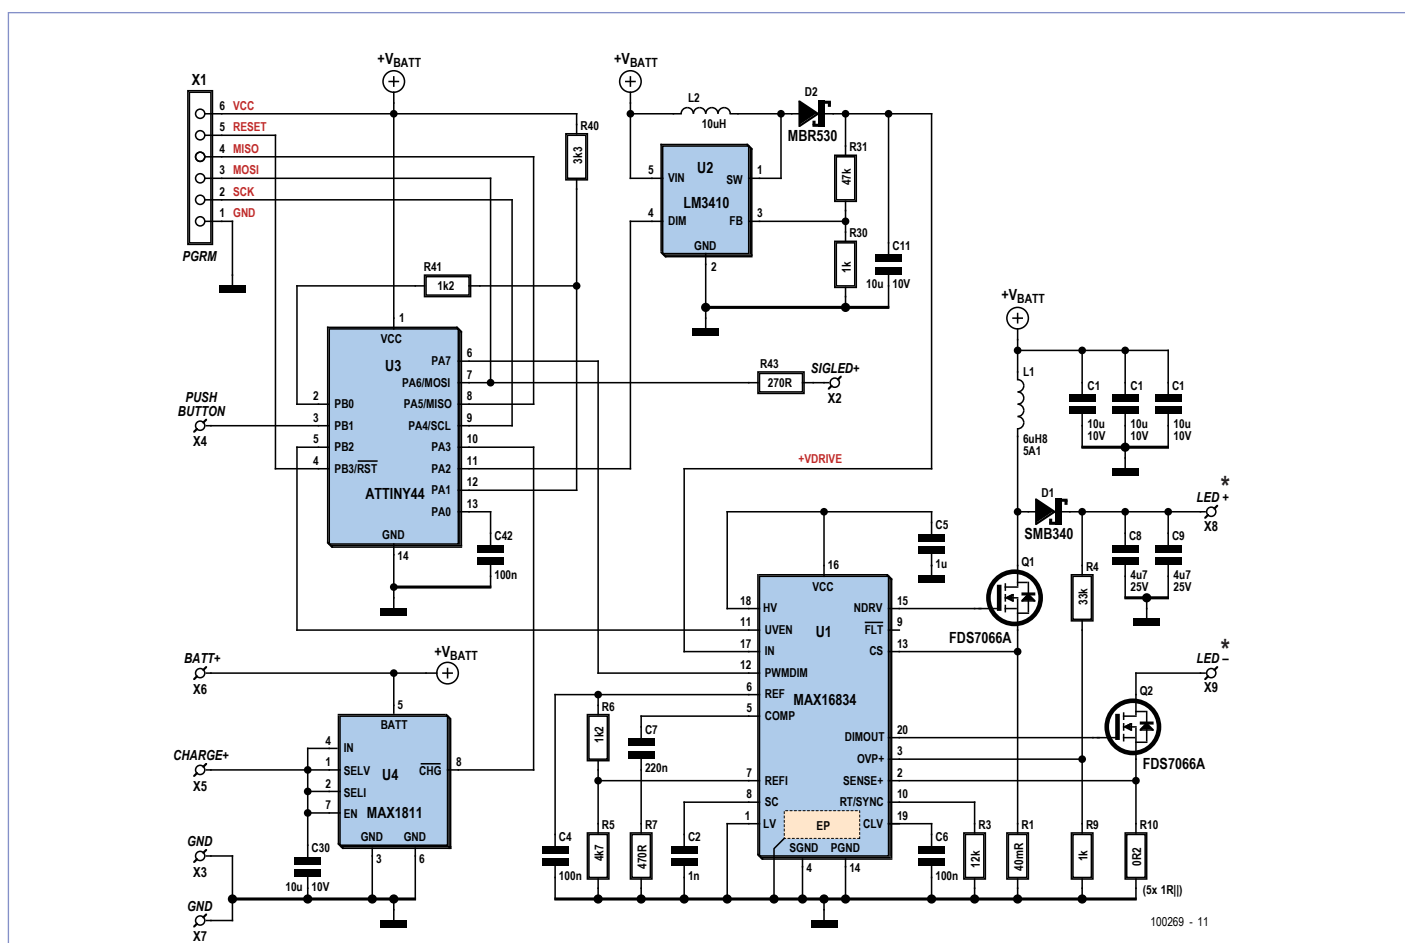 +VBATT
X1
6 VCC
5 RESET
4 MISO
3 MOSI
2 SCK
1 GND
PGRM
R40
3k3
R41
1k2
+VBATT
L2
10uH
D2
MBR530
U2
LM3410
5 VIN
SW 1
4 DIM
FB 3
GND
2
R31
47k
R30
1k
C11
10u 10V
1
VCC
U3
PA7 6
PA6/MOSI 7
2 PB0
PA5/MISO 8
3 PB1
PA4/SCL 9
5 PB2
PA3 10
4 PB3/RST
PA2 11
ATTINY44
PA1 12
PA0 13
GND
14
C42
100n
PUSH
BUTTON
X4
R43
270R
SIGLED+
X2
+VDRIVE
+VBATT
L1
6uH8
5A1
C1
10u
10V
C1
10u
10V
C1
10u
10V
D1
SMB340
*
LED +
X8
C8
4u7
25V
C9
4u7
25V
R4
33k
Q1
FDS7066A
*
LED –
X9
Q2
FDS7066A
C5
1u
16
VCC
U1
MAX16834
18 HV
NDRV 15
11 UVEN
FLT 9
17 IN
CS 13
12 PWMDIM
6 REF
5 COMP
DIMOUT 20
OVP+ 3
7 REFI
SENSE+ 2
8 SC
RT/SYNC 10
1 LV
EP
CLV 19
SGND
PGND
4
14
R6
1k2
C7
220n
C4
100n
R5
4k7
R7
470R
C2
1n
C6
100n
R3
12k
R1
40mR
R9
1k
R10
0R2
(5x 1R||)
BATT+
X6
+VBATT
5
BATT
4 IN
1 SELV
CHG 8
2 SELI
U4
7 EN
MAX1811
GND
GND
3
6
CHARGE+
X5
C30
10u 10V
GND
X3
GND
X7
100269 - 11